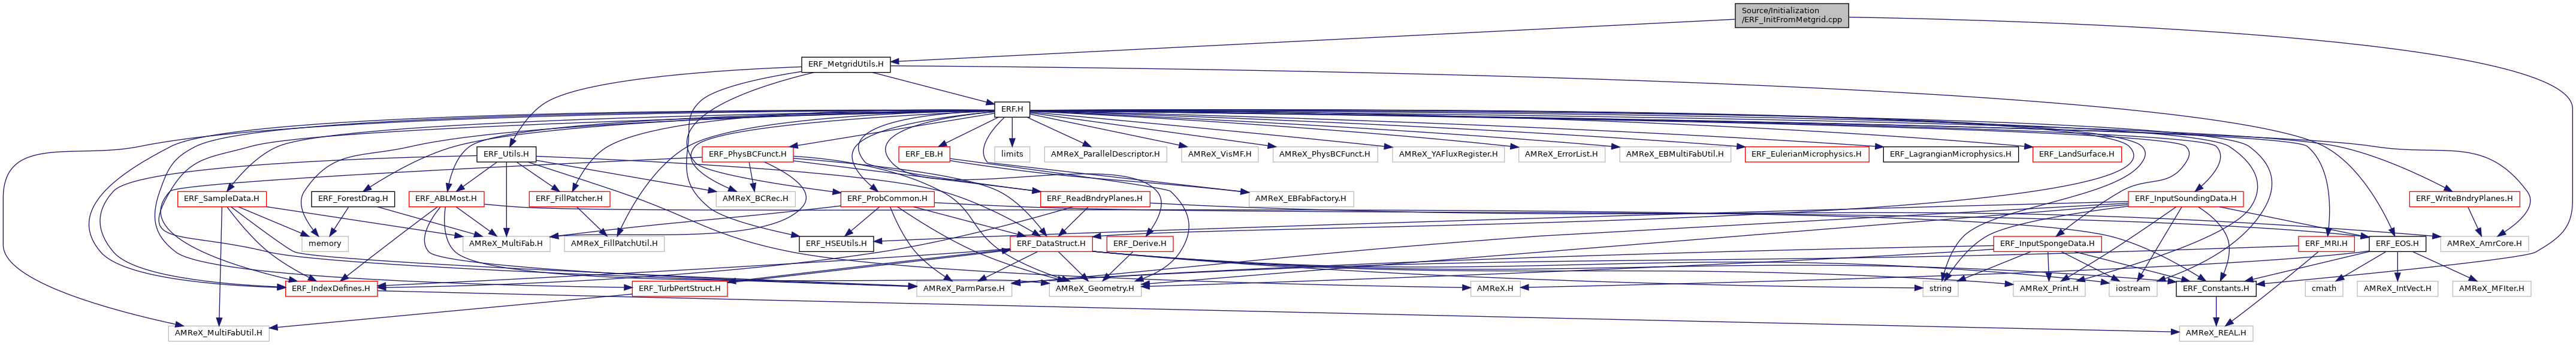 Source/Initialization
/ERF_InitFromMetgrid.cpp
ERF_MetgridUtils.H
ERF.H
ERF_Utils.H
ERF_PhysBCFunct.H
ERF_EB.H
limits
AMReX_ParallelDescriptor.H
AMReX_VisMF.H
AMReX_PhysBCFunct.H
AMReX_YAFluxRegister.H
AMReX_ErrorList.H
AMReX_EBMultiFabUtil.H
ERF_EulerianMicrophysics.H
ERF_LagrangianMicrophysics.H
ERF_LandSurface.H
ERF_SampleData.H
ERF_ForestDrag.H
ERF_ABLMost.H
ERF_FillPatcher.H
AMReX_BCRec.H
ERF_ProbCommon.H
ERF_ReadBndryPlanes.H
AMReX_EBFabFactory.H
ERF_InputSoundingData.H
ERF_WriteBndryPlanes.H
memory
AMReX_MultiFab.H
AMReX_FillPatchUtil.H
ERF_HSEUtils.H
ERF_DataStruct.H
ERF_Derive.H
ERF_InputSpongeData.H
ERF_MRI.H
ERF_EOS.H
AMReX_AmrCore.H
ERF_IndexDefines.H
ERF_TurbPertStruct.H
AMReX_ParmParse.H
AMReX_Geometry.H
AMReX.H
string
AMReX_Print.H
iostream
ERF_Constants.H
cmath
AMReX_IntVect.H
AMReX_MFIter.H
AMReX_MultiFabUtil.H
AMReX_REAL.H